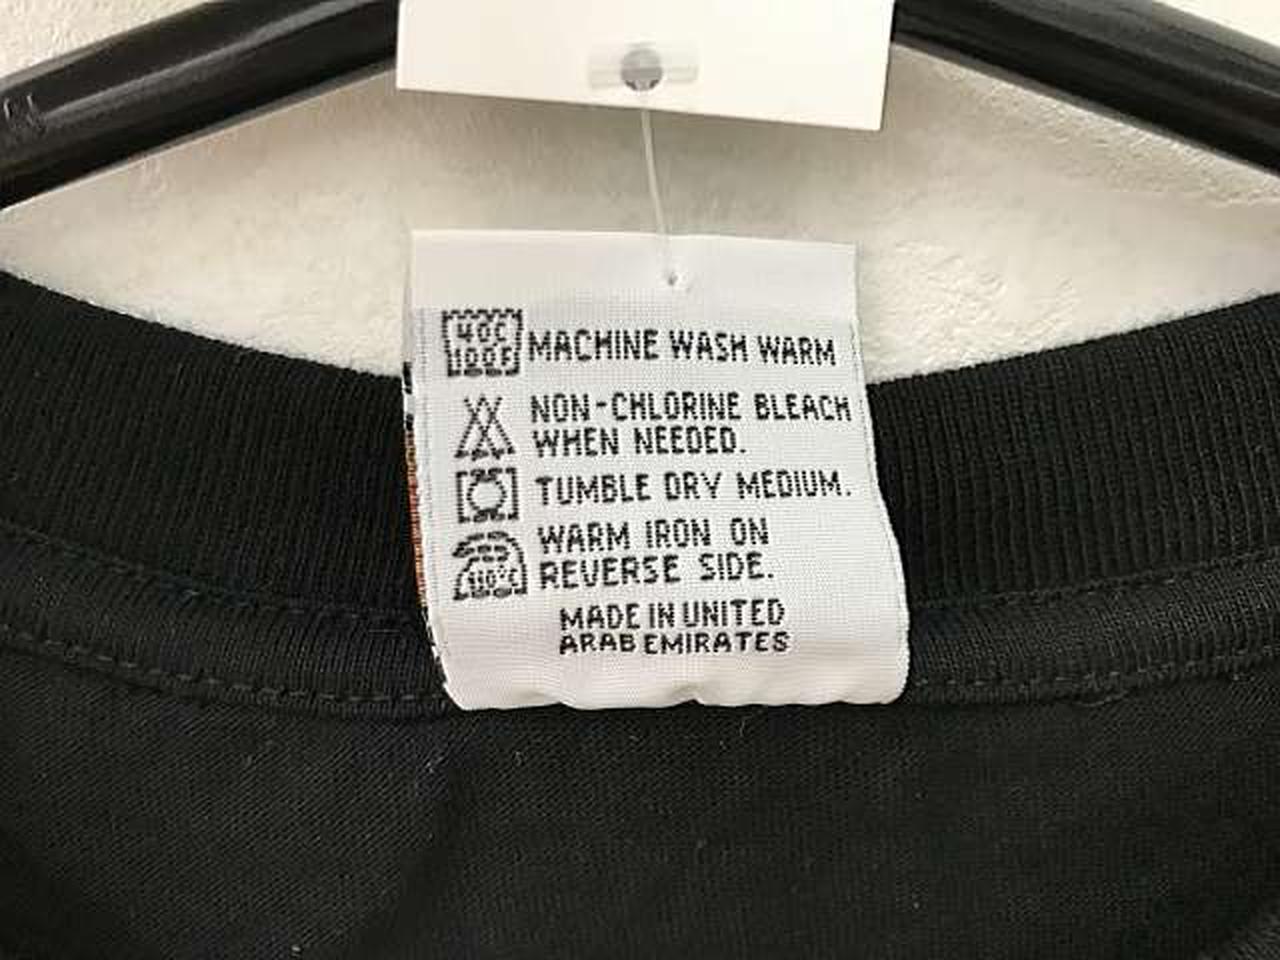 40C
100F
MACHINE WASH WARM
NON-CHLORINE BLEACH
WHEN NEEDED.
TUMBLE DRY MEDIUM.
WARM IRON ON
REVERSE SIDE.
110°C
MADE IN UNITED
ARAB EMIRATES